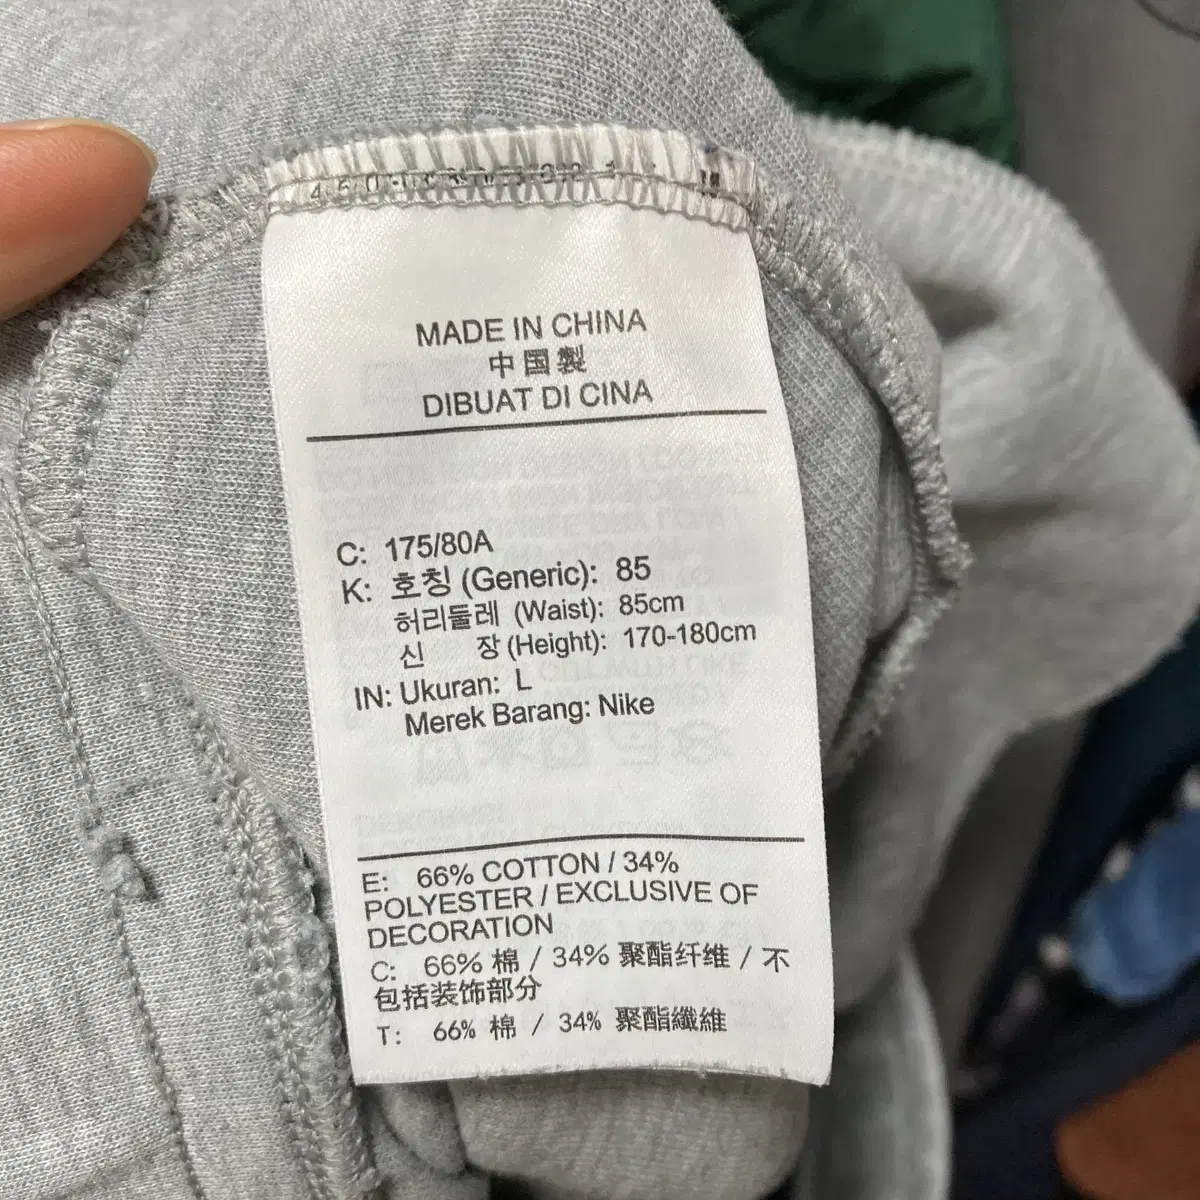 MADE IN CHINA
中国製
DIBUAT DI CINA
C: 175/80A
K: 호칭 (Generic): 85
허리둘레 (Waist): 85cm
신 장 (Height): 170-180cm
IN: Ukuran: L
Merek Barang: Nike
E: 66% COTTON / 34%
POLYESTER / EXCLUSIVE OF
DECORATION
C: 66% 棉 / 34% 聚酯纤维 / 不
包括装饰部分
T: 66% 棉 / 34% 聚酯纖維